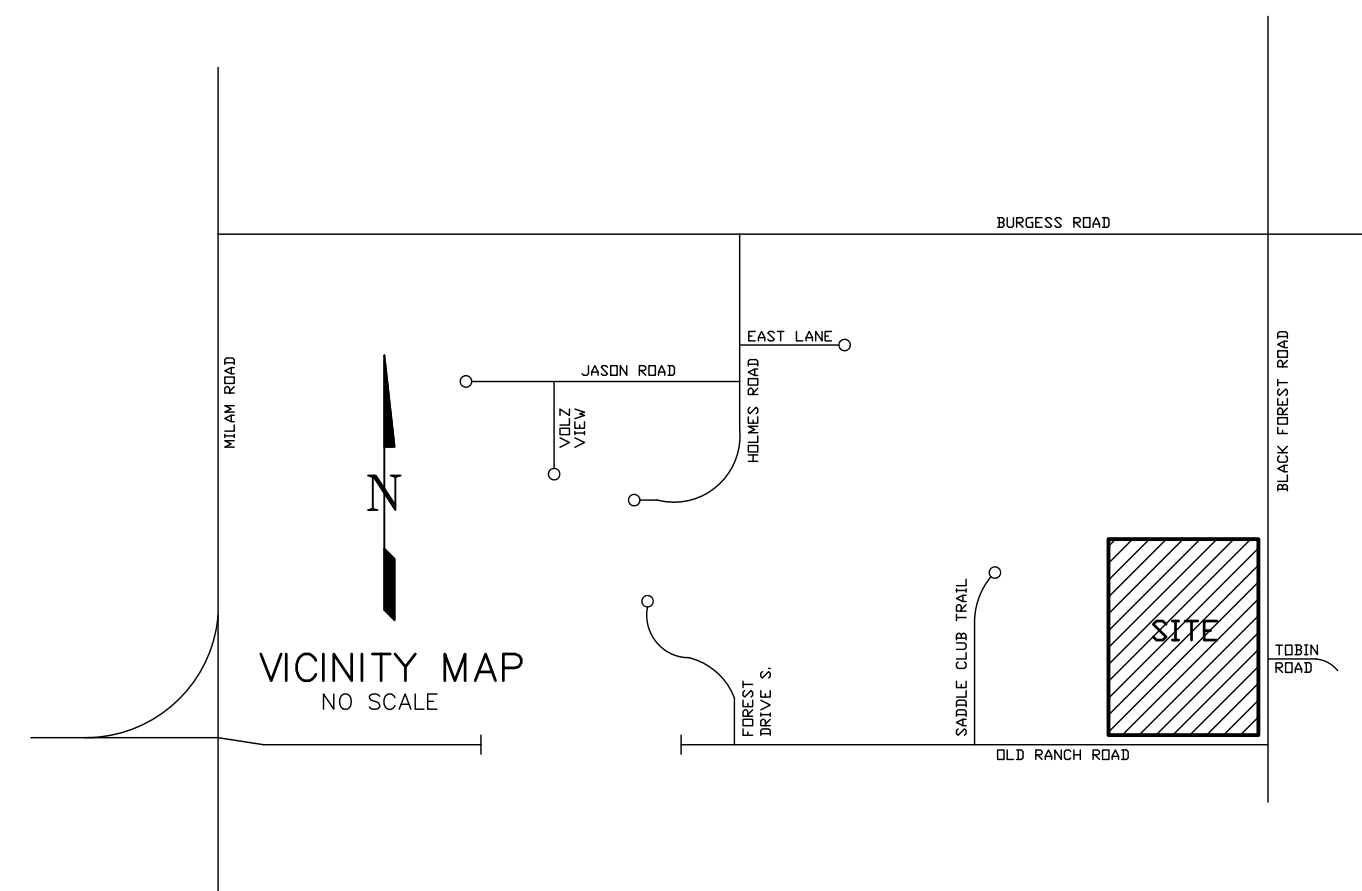 BURGESS ROAD
EAST LANE
JASON ROAD
MILAM ROAD
VOLZ
VIEW
HOLMES ROAD
BLACK FOREST ROAD
N
SITE
SADDLE CLUB TRAIL
TOBIN
ROAD
VICINITY MAP
NO SCALE
FOREST
DRIVE S.
OLD RANCH ROAD